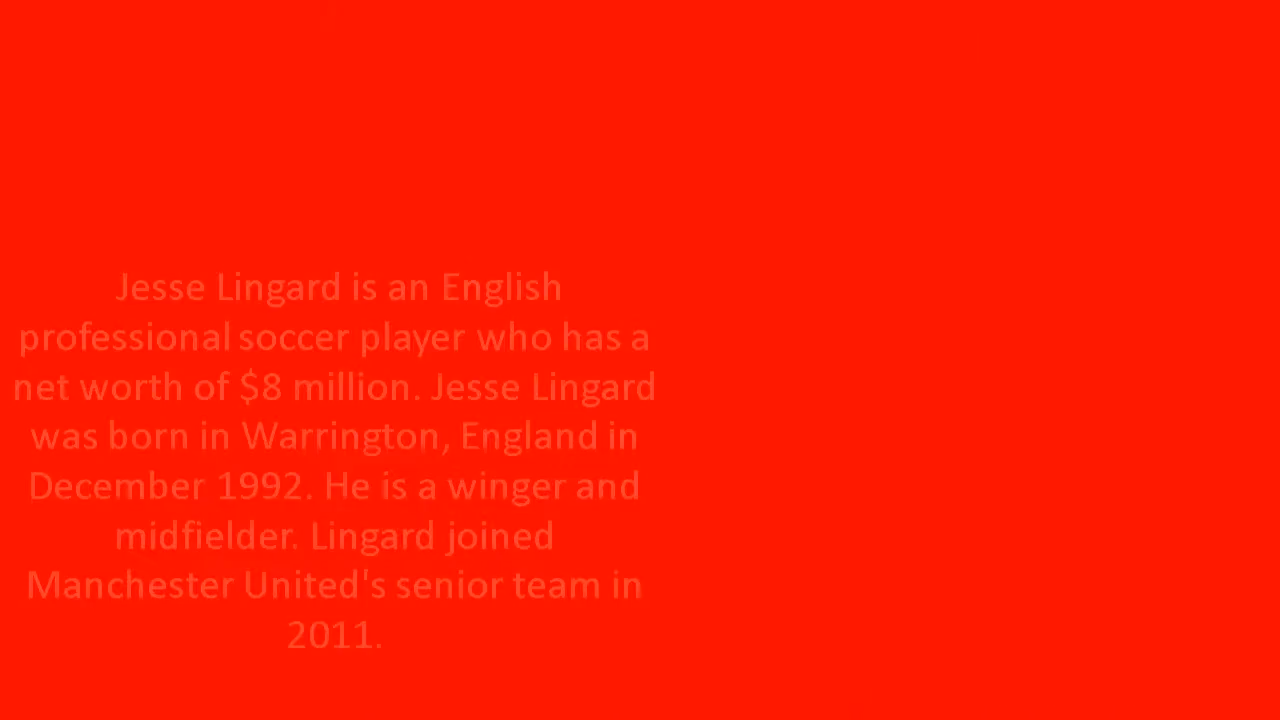 Jesse Lingard is an English
professional soccer player who has a
net worth of $8 million. Jesse Lingard
was born in Warrington, England in
December 1992. He is a winger and
midfielder. Lingard joined
Manchester United's senior team in
2011.